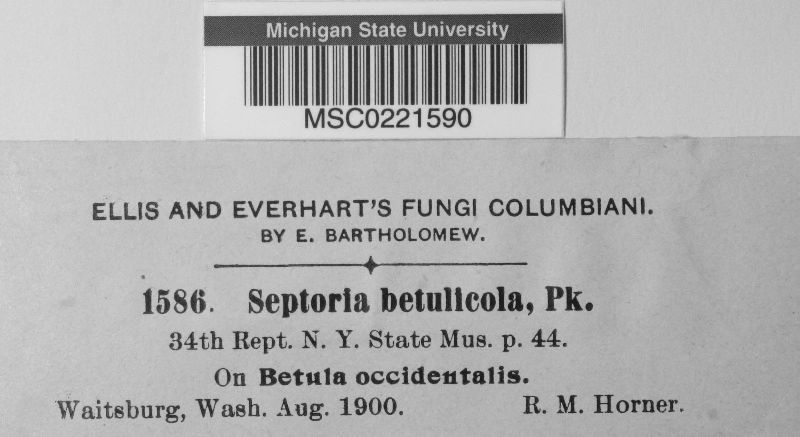 Michigan State University
MSC0221590
ELLIS AND EVERHART'S FUNGI COLUMBIANI.
BY E. BARTHOLOMEW.
1586. Septoria betulicola, Pk.
34th Rept. N. Y. State Mus. p. 44.
On Betula occidentalis.
Waitsburg, Wash. Aug. 1900. R. M. Horner.